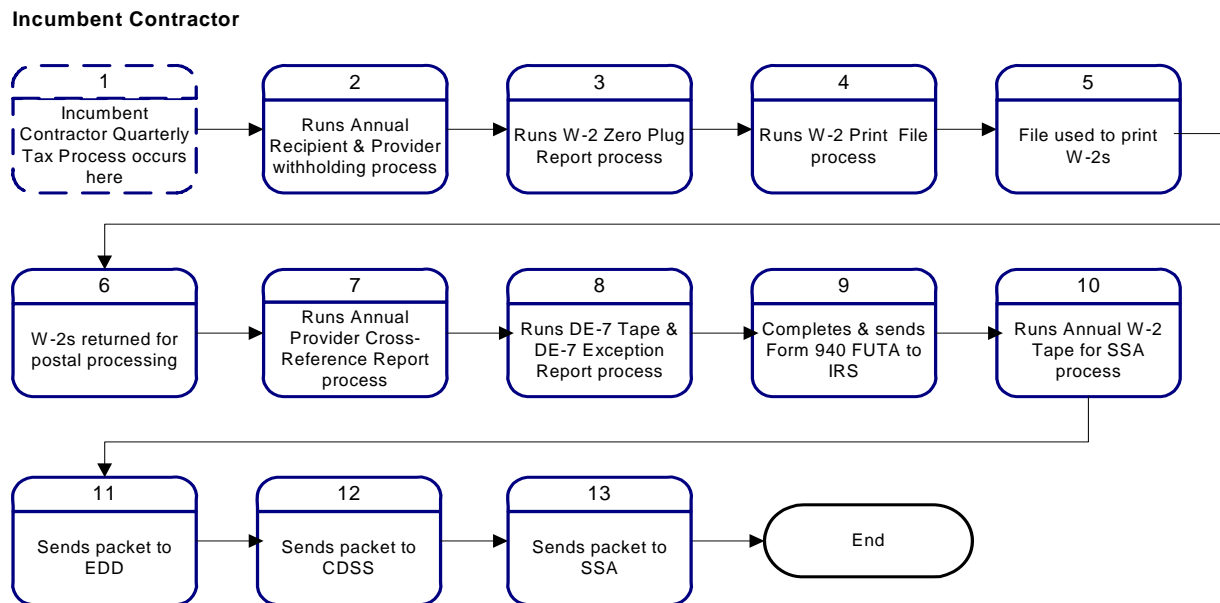 Incumbent Contractor
1
Incumbent
Contractor Quarterly
Tax Process occurs
here
2
Runs Annual
Recipient & Provider
withholding process
3
Runs W-2 Zero Plug
Report process
4
Runs W-2 Print File
process
5
File used to print
W-2s
6
W-2s returned for
postal processing
7
Runs Annual
Provider Cross-
Reference Report
process
8
Runs DE-7 Tape &
DE-7 Exception
Report process
9
Completes & sends
Form 940 FUTA to
IRS
10
Runs Annual W-2
Tape for SSA
process
11
Sends packet to
EDD
12
Sends packet to
CDSS
13
Sends packet to
SSA
End